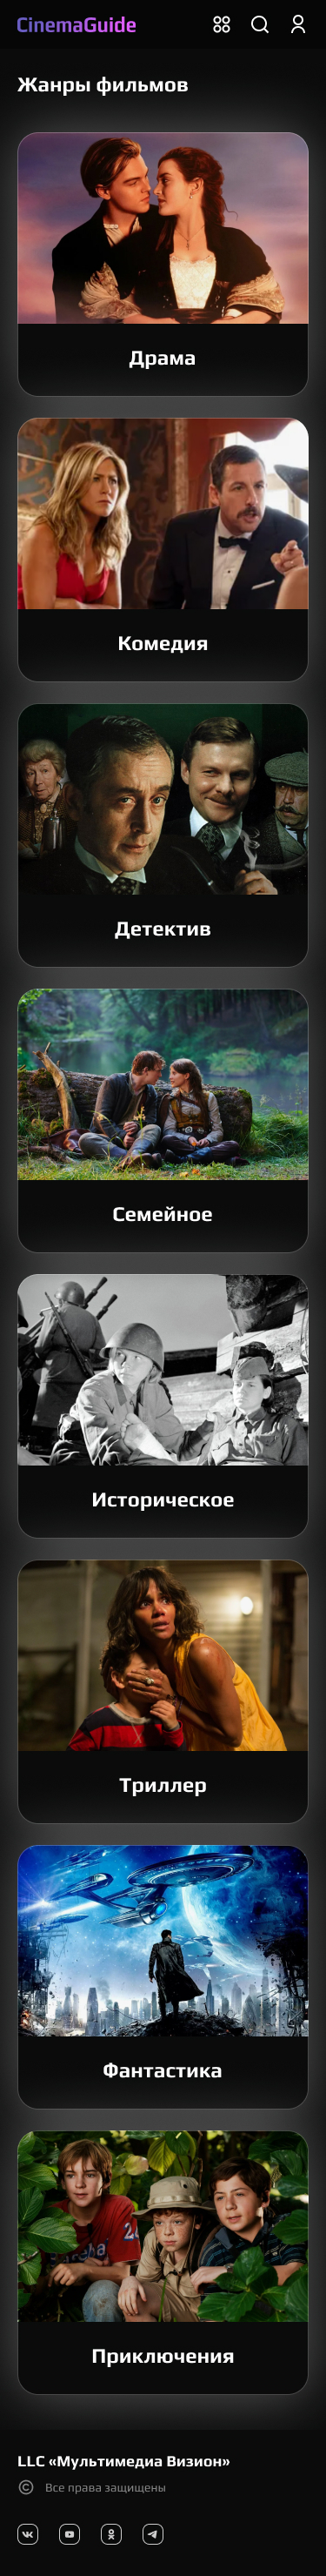 CinemaGuide
Жанры фильмов
Драма
Комедия
Детектив
Семейное
Историческое
Триллер
Фантастика
Приключения
LLC «Мультимедиа Визион»
© Все права защищены